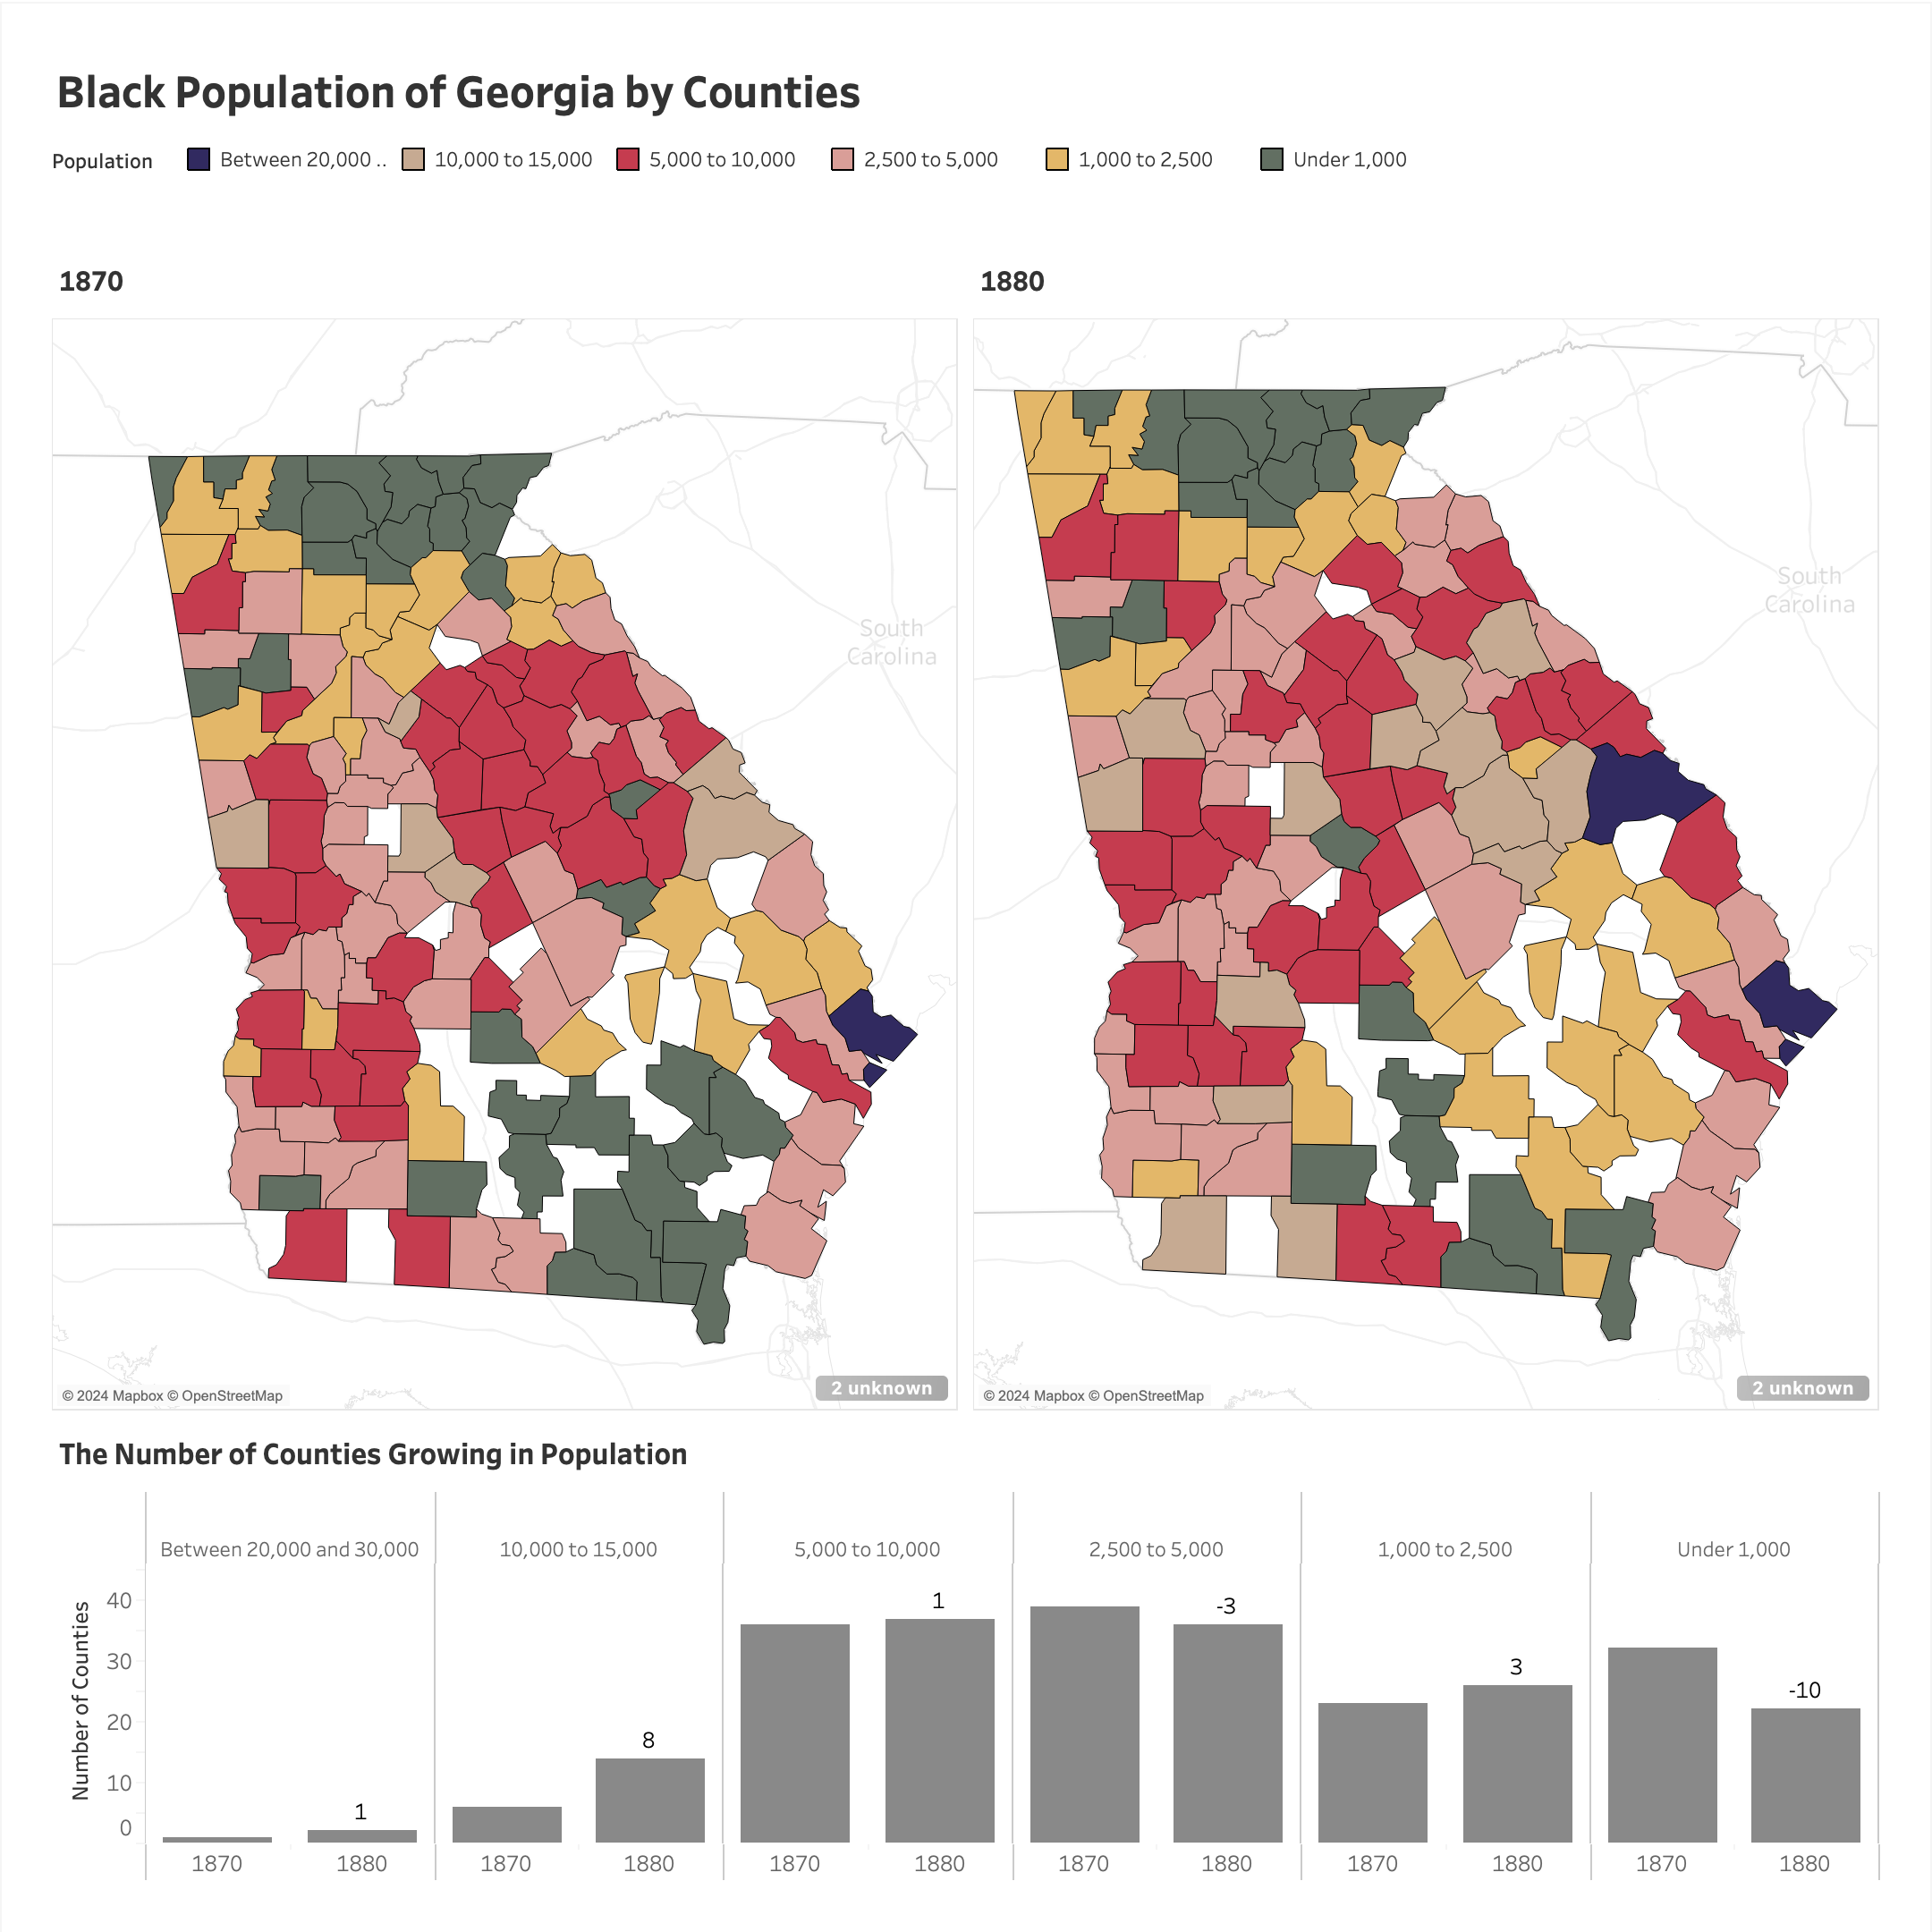 Black Population of Georgia by Counties
Population Between 20,000 .. 10,000 to 15,000 5,000 to 10,000 2,500 to 5,000 1,000 to 2,500 Under 1,000
1870
South
Carolina
© 2024 Mapbox © OpenStreetMap
2 unknown
1880
South
Carolina
© 2024 Mapbox © OpenStreetMap
2 unknown
The Number of Counties Growing in Population
Between 20,000 and 30,000 10,000 to 15,000 5,000 to 10,000 2,500 to 5,000 1,000 to 2,500 Under 1,000
Number of Counties
40
30
20
10
0
1
8
1
-3
3
-10
1870 1880 1870 1880 1870 1880 1870 1880 1870 1880 1870 1880